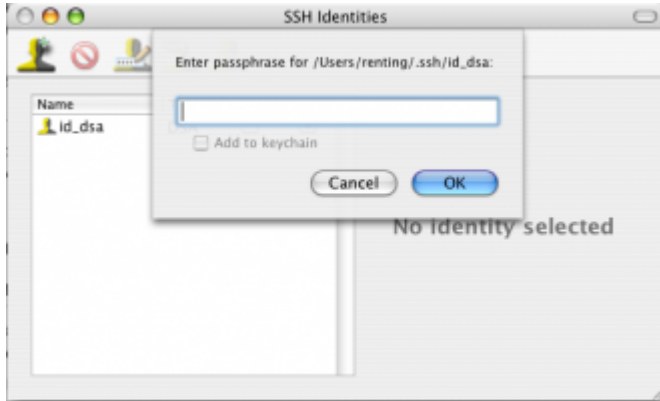 SSH Identities
Enter passphrase for /Users/renting/.ssh/id_dsa:
Add to keychain
Cancel
OK
Name
id_dsa
No identity selected